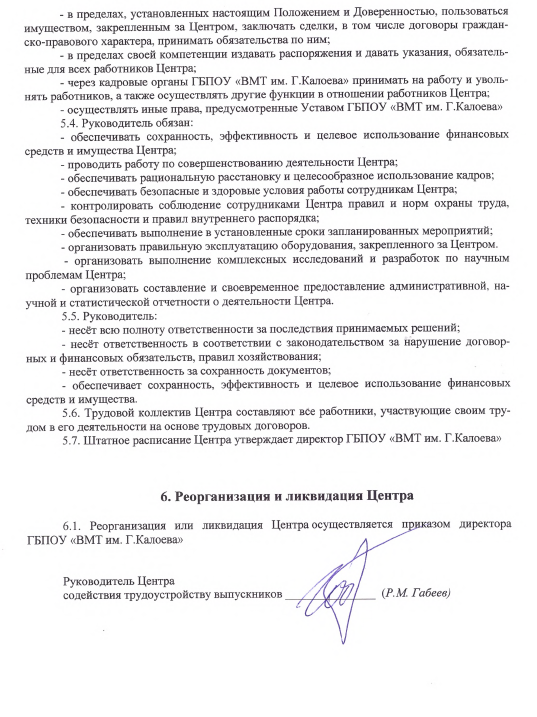 - в пределах, установленных настоящим Положением и Доверенностью, пользоваться
имуществом, закрепленным за Центром, заключать сделки, в том числе договоры граждан-
ско-правового характера, принимать обязательства по ним;
- в пределах своей компетенции издавать распоряжения и давать указания, обязатель-
ные для всех работников Центра;
- через кадровые органы ГБПОУ «ВМТ им. Г.Калоева» принимать на работу и уволь-
нять работников, а также осуществлять другие функции в отношении работников Центра;
- осуществлять иные права, предусмотренные Уставом ГБПОУ «ВМТ им. Г.Калоева»
5.4. Руководитель обязан:
- обеспечивать сохранность, эффективность и целевое использование финансовых
средств и имущества Центра;
- проводить работу по совершенствованию деятельности Центра;
- обеспечивать рациональную расстановку и целесообразное использование кадров;
- обеспечивать безопасные и здоровые условия работы сотрудникам Центра;
- контролировать соблюдение сотрудниками Центра правил и норм охраны труда,
техники безопасности и правил внутреннего распорядка;
- обеспечивать выполнение в установленные сроки запланированных мероприятий;
- организовать правильную эксплуатацию оборудования, закрепленного за Центром.
- организовать выполнение комплексных исследований и разработок по научным
проблемам Центра;
- организовать составление и своевременное предоставление административной, на-
учной и статистической отчетности о деятельности Центра.
5.5. Руководитель:
- несёт всю полноту ответственности за последствия принимаемых решений;
- несёт ответственность в соответствии с законодательством за нарушение договор-
ных и финансовых обязательств, правил хозяйствования;
- несёт ответственность за сохранность документов;
- обеспечивает сохранность, эффективность и целевое использование финансовых
средств и имущества.
5.6. Трудовой коллектив Центра составляют все работники, участвующие своим тру-
дом в его деятельности на основе трудовых договоров.
5.7. Штатное расписание Центра утверждает директор ГБПОУ «ВМТ им. Г.Калоева»
6. Реорганизация и ликвидация Центра
6.1. Реорганизация или ликвидация Центра осуществляется приказом директора
ГБПОУ «ВМТ им. Г.Калоева»
Руководитель Центра
содействия трудоустройству выпускников ______________ (Р.М. Габеев)